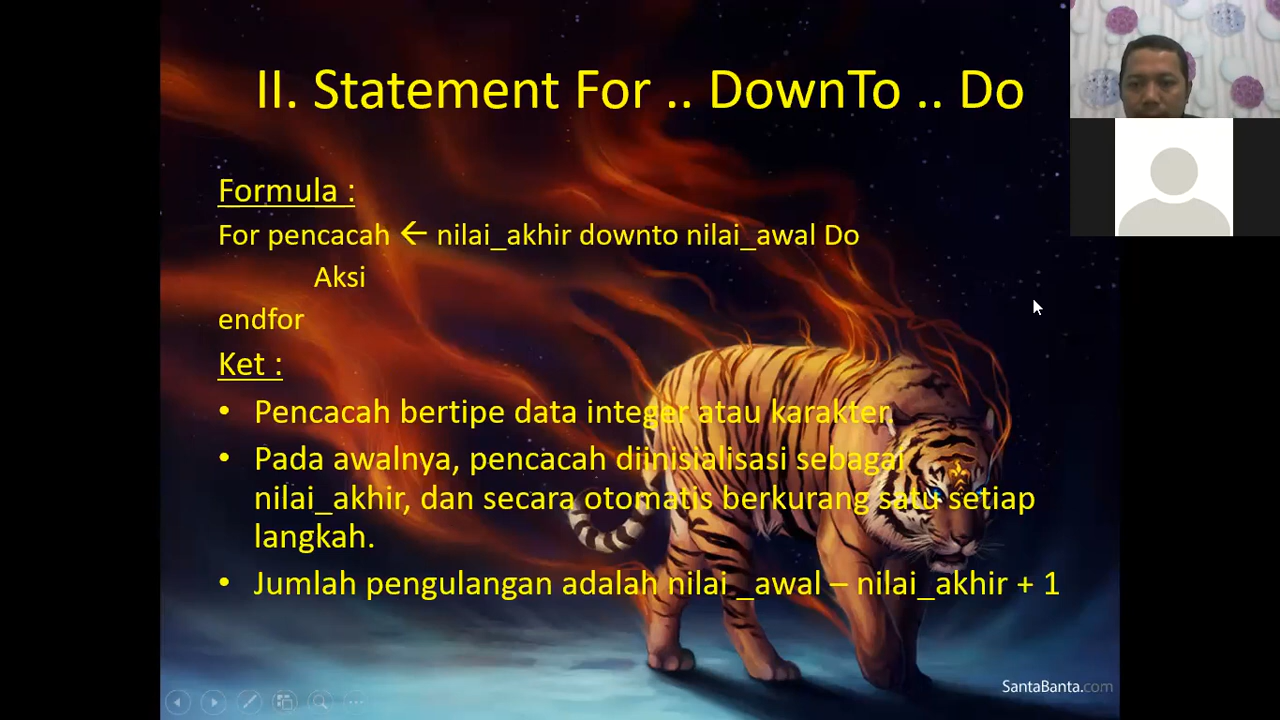 II. Statement For .. DownTo .. Do
Formula :
For pencacah ← nilai_akhir downto nilai_awal Do
Aksi
endfor
Ket :
• Pencacah bertipe data integer atau karakter.
• Pada awalnya, pencacah diinisialisasi sebagai
nilai_akhir, dan secara otomatis berkurang satu setiap
langkah.
• Jumlah pengulangan adalah nilai _awal – nilai_akhir + 1
SantaBanta.com